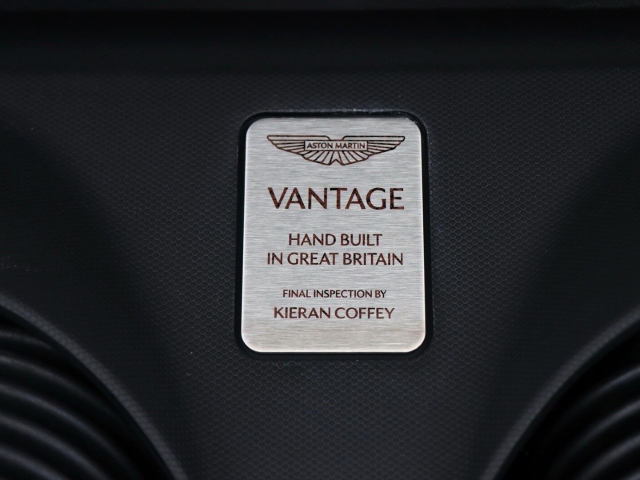 ASTON MARTIN
VANTAGE
HAND BUILT
IN GREAT BRITAIN
FINAL INSPECTION BY
KIERAN COFFEY